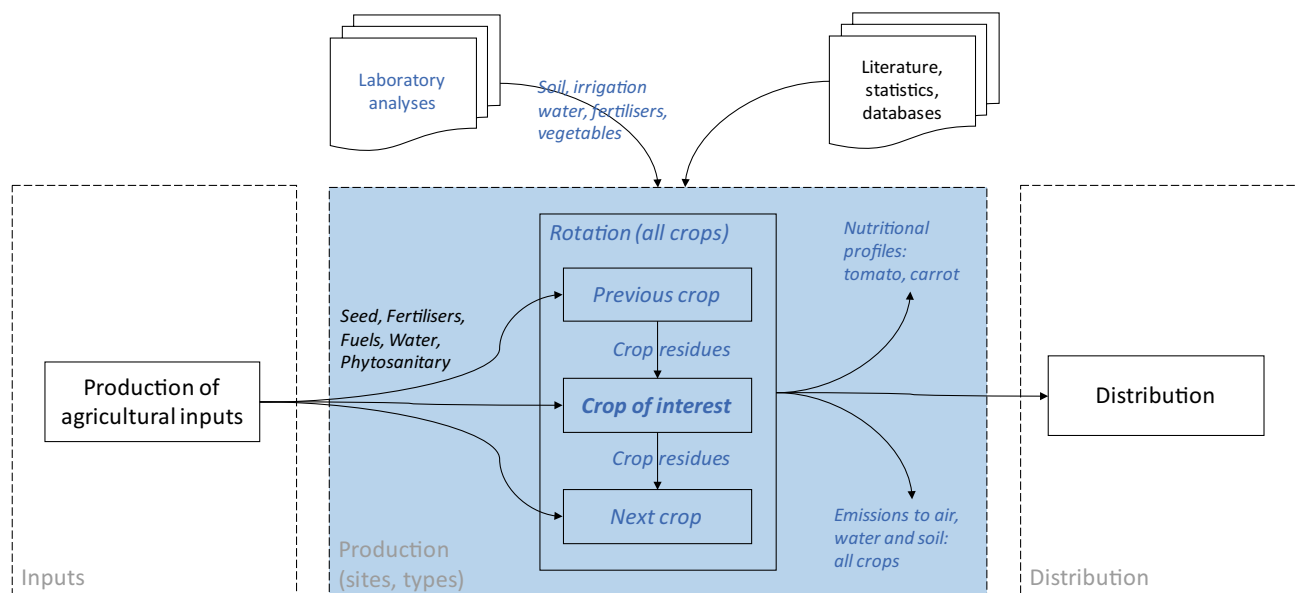 Laboratory
analyses
Soil, irrigation
water, fertilisers,
vegetables
Literature,
statistics,
databases
Rotation (all crops)
Previous crop
Crop residues
Crop of interest
Crop residues
Next crop
Seed, Fertilisers,
Fuels, Water,
Phytosanitary
Production of
agricultural inputs
Nutritional
profiles:
tomato, carrot
Distribution
Emissions to air,
water and soil:
all crops
Inputs
Production
(sites, types)
Distribution